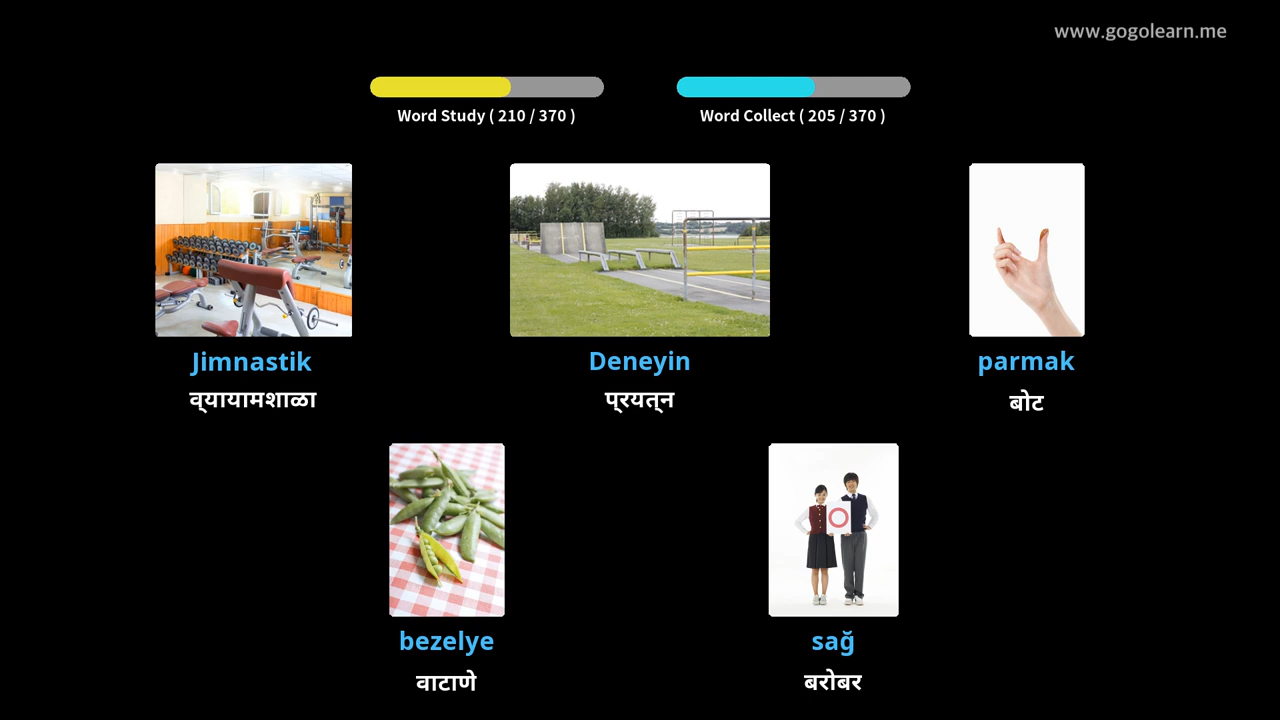 www.gogolearn.me
Word Study ( 210 / 370 )
Word Collect ( 205 / 370 )
Jimnastik
व्यायामशाळा
Deneyin
प्रयत्न
parmak
बोट
bezelye
वाटाणे
sağ
बरोबर